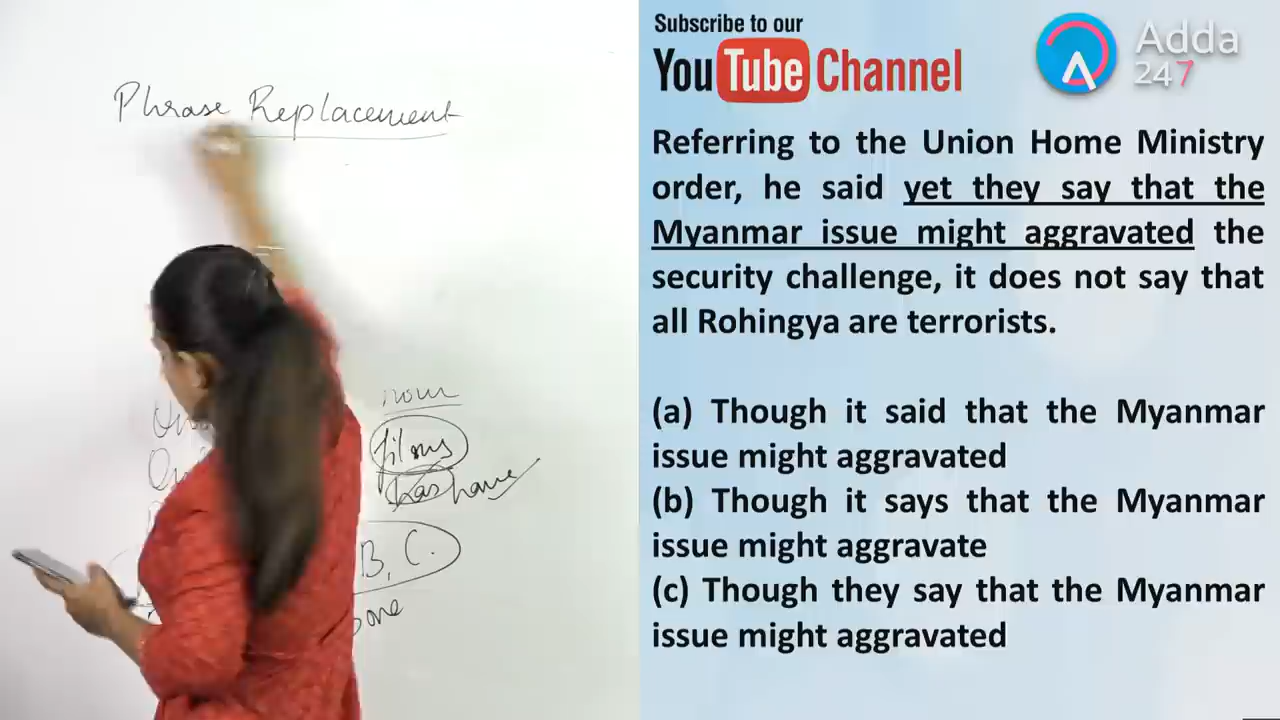 Phrase Replacement
noun
films
has have
B, C.
Subscribe to our
YouTube Channel
Adda
247
Referring to the Union Home Ministry
order, he said yet they say that the
Myanmar issue might aggravated the
security challenge, it does not say that
all Rohingya are terrorists.
(a) Though it said that the Myanmar
issue might aggravated
(b) Though it says that the Myanmar
issue might aggravate
(c) Though they say that the Myanmar
issue might aggravated